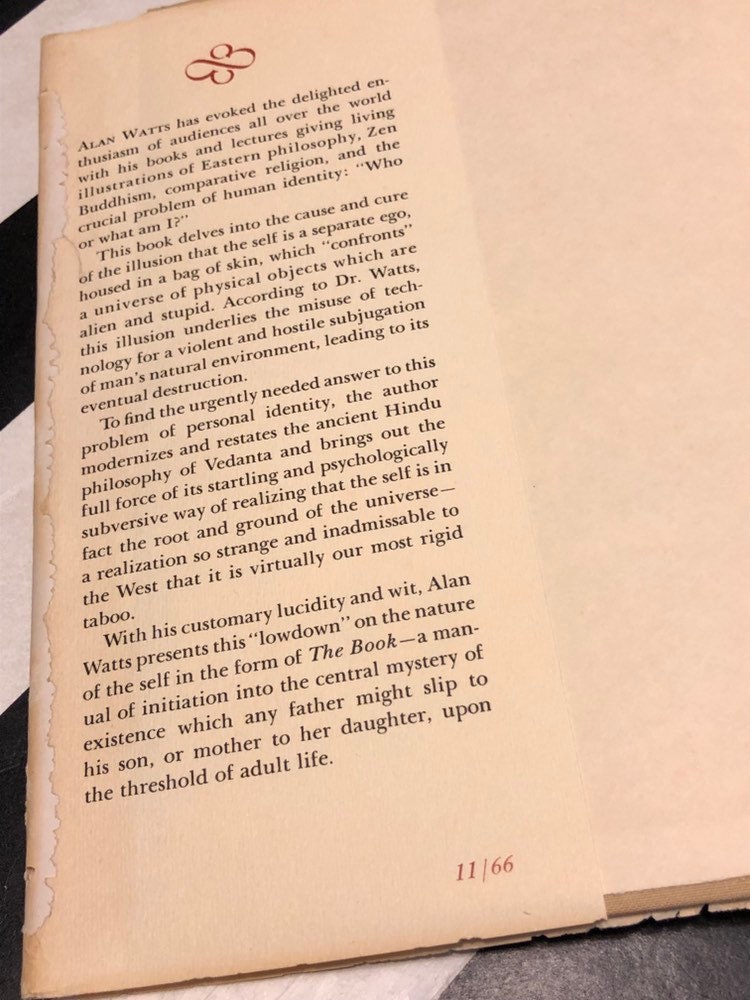 ALAN WATTS has evoked the delighted en-
thusiasm of audiences all over the world
with his books and lectures giving living
illustrations of Eastern philosophy, Zen
Buddhism, comparative religion, and the
crucial problem of human identity: "Who
or what am I?"
This book delves into the cause and cure
of the illusion that the self is a separate ego,
housed in a bag of skin, which "confronts"
a universe of physical objects which are
alien and stupid. According to Dr. Watts,
this illusion underlies the misuse of tech-
nology for a violent and hostile subjugation
of man's natural environment, leading to its
eventual destruction.
To find the urgently needed answer to this
problem of personal identity, the author
modernizes and restates the ancient Hindu
philosophy of Vedanta and brings out the
full force of its startling and psychologically
subversive way of realizing that the self is in
fact the root and ground of the universe—
a realization so strange and inadmissable to
the West that it is virtually our most rigid
taboo.
With his customary lucidity and wit, Alan
Watts presents this "lowdown" on the nature
of the self in the form of The Book—a man-
ual of initiation into the central mystery of
existence which any father might slip to
his son, or mother to her daughter, upon
the threshold of adult life.
11/66